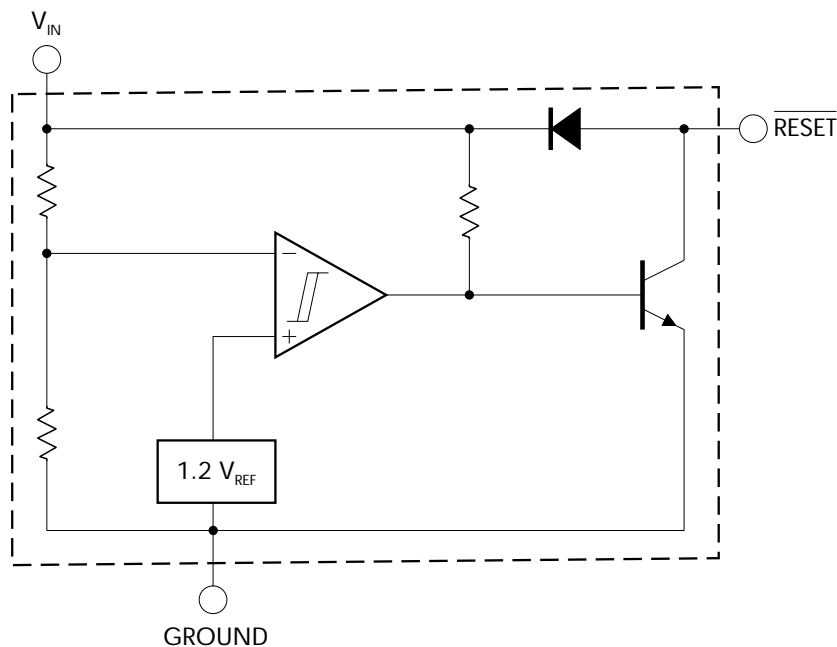 V_IN
RESET
−
+
1.2 V_REF
GROUND